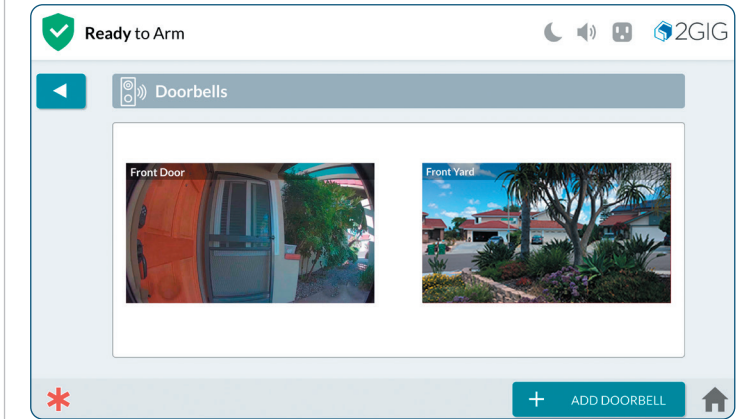 Ready to Arm
2GIG
Doorbells
Front Door
Front Yard
ADD DOORBELL